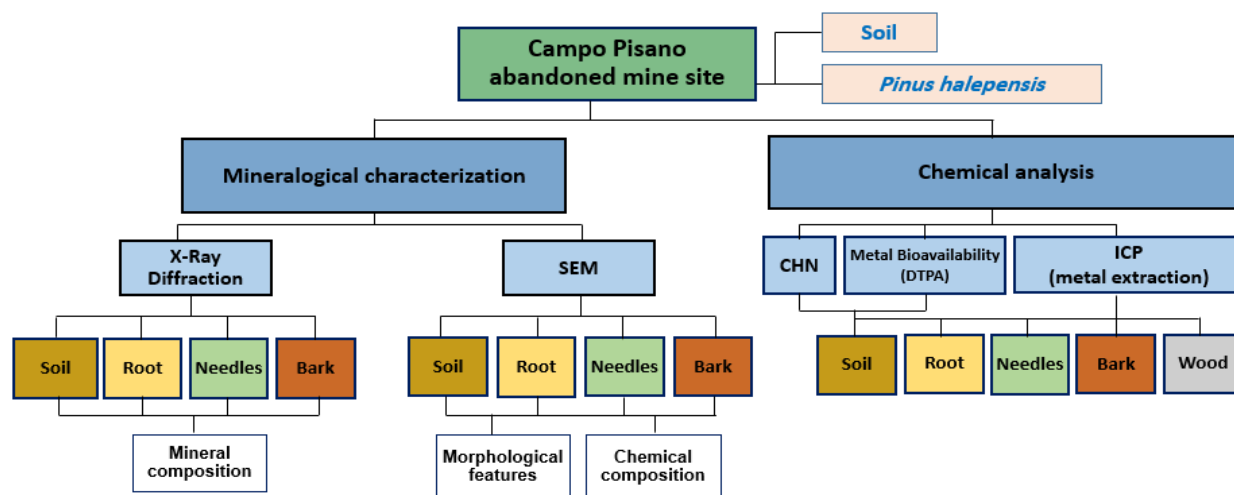 Campo Pisano
abandoned mine site
Soil
Pinus halepensis
Mineralogical characterization
Chemical analysis
X-Ray
Diffraction
SEM
CHN
Metal Bioavailability
(DTPA)
ICP
(metal extraction)
Soil
Root
Needles
Bark
Soil
Root
Needles
Bark
Soil
Root
Needles
Bark
Wood
Mineral
composition
Morphological
features
Chemical
composition